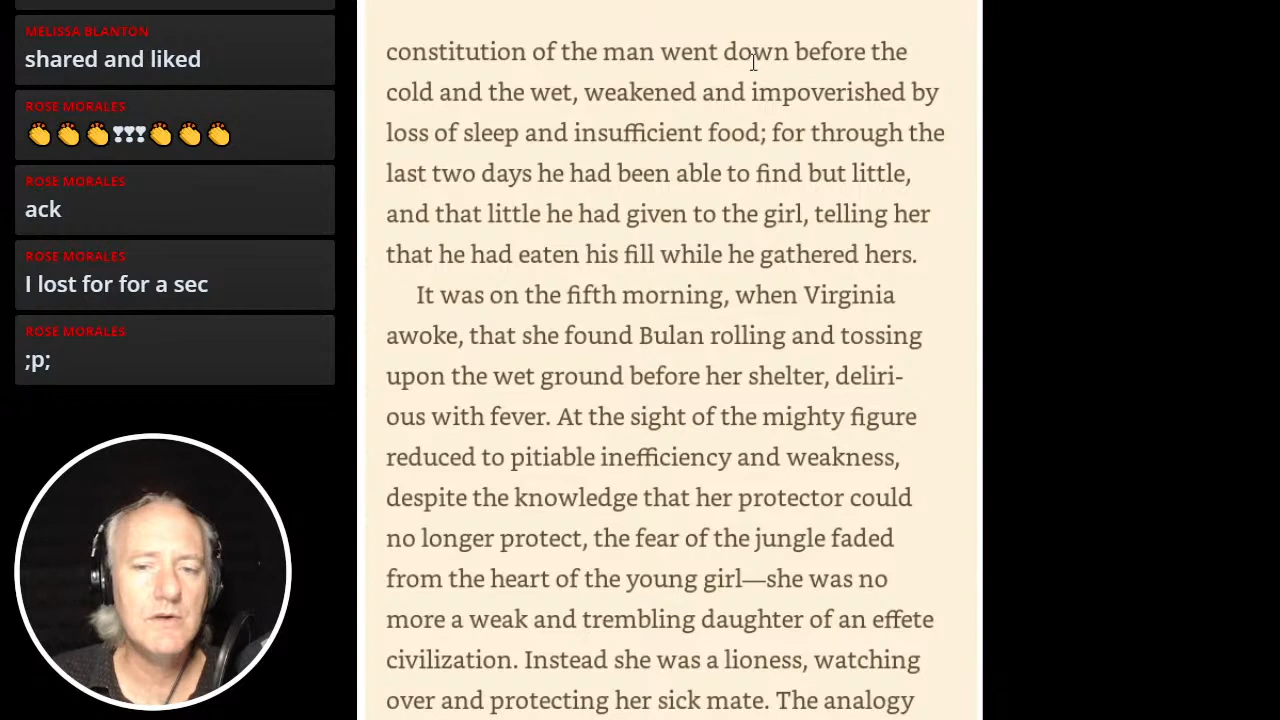 MELISSA BLANTON
shared and liked
ROSE MORALES
👏👏👏❣❣❣👏👏👏
ROSE MORALES
ack
ROSE MORALES
I lost for for a sec
ROSE MORALES
;p;
constitution of the man went down before the
cold and the wet, weakened and impoverished by
loss of sleep and insufficient food; for through the
last two days he had been able to find but little,
and that little he had given to the girl, telling her
that he had eaten his fill while he gathered hers.
It was on the fifth morning, when Virginia
awoke, that she found Bulan rolling and tossing
upon the wet ground before her shelter, deliri-
ous with fever. At the sight of the mighty figure
reduced to pitiable inefficiency and weakness,
despite the knowledge that her protector could
no longer protect, the fear of the jungle faded
from the heart of the young girl—she was no
more a weak and trembling daughter of an effete
civilization. Instead she was a lioness, watching
over and protecting her sick mate. The analogy